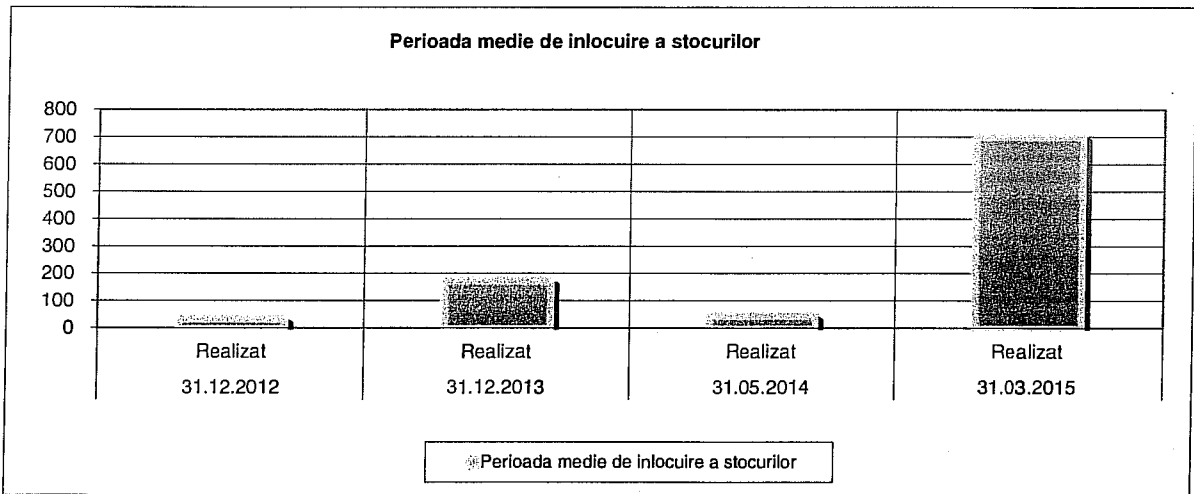 Perioada medie de inlocuire a stocurilor
800
700
600
500
400
300
200
100
0
Realizat Realizat Realizat Realizat
31.12.2012 31.12.2013 31.05.2014 31.03.2015
Perioada medie de inlocuire a stocurilor